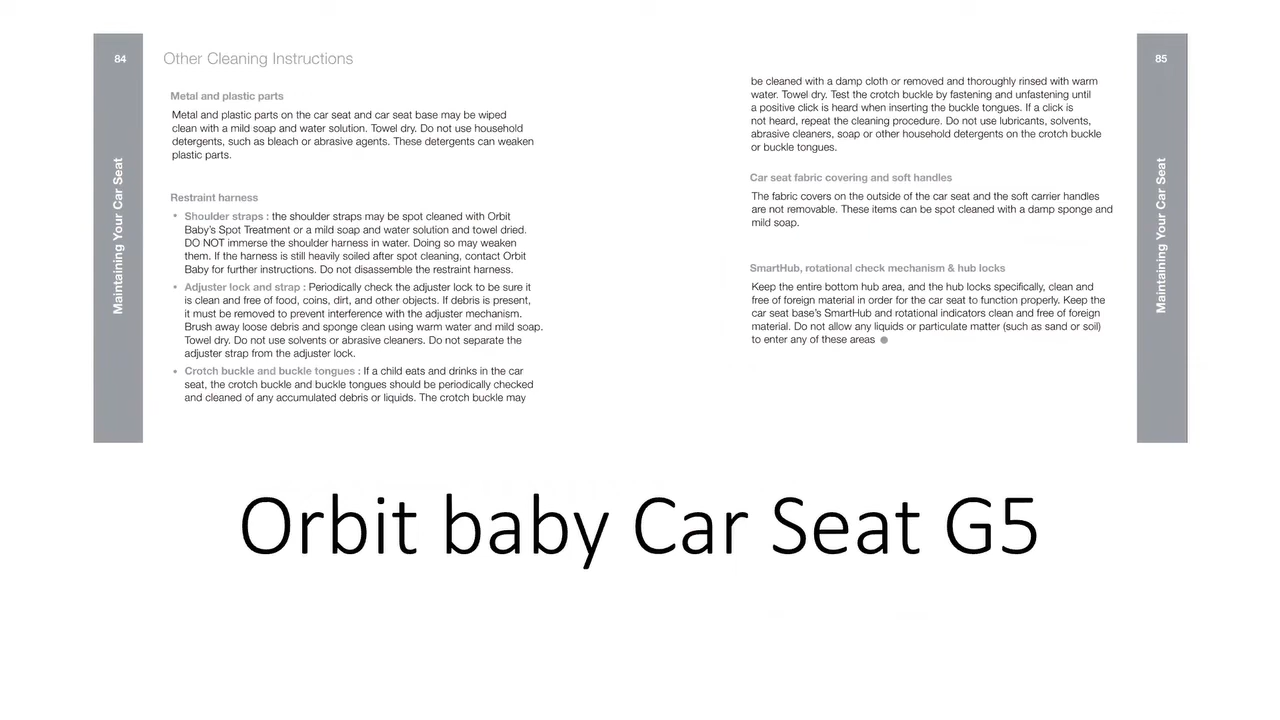 84
Maintaining Your Car Seat
Other Cleaning Instructions
Metal and plastic parts
Metal and plastic parts on the car seat and car seat base may be wiped
clean with a mild soap and water solution. Towel dry. Do not use household
detergents, such as bleach or abrasive agents. These detergents can weaken
plastic parts.
Restraint harness
• Shoulder straps : the shoulder straps may be spot cleaned with Orbit
Baby's Spot Treatment or a mild soap and water solution and towel dried.
DO NOT immerse the shoulder harness in water. Doing so may weaken
them. If the harness is still heavily soiled after spot cleaning, contact Orbit
Baby for further instructions. Do not disassemble the restraint harness.
• Adjuster lock and strap : Periodically check the adjuster lock to be sure it
is clean and free of food, coins, dirt, and other objects. If debris is present,
it must be removed to prevent interference with the adjuster mechanism.
Brush away loose debris and sponge clean using warm water and mild soap.
Towel dry. Do not use solvents or abrasive cleaners. Do not separate the
adjuster strap from the adjuster lock.
• Crotch buckle and buckle tongues : If a child eats and drinks in the car
seat, the crotch buckle and buckle tongues should be periodically checked
and cleaned of any accumulated debris or liquids. The crotch buckle may
be cleaned with a damp cloth or removed and thoroughly rinsed with warm
water. Towel dry. Test the crotch buckle by fastening and unfastening until
a positive click is heard when inserting the buckle tongues. If a click is
not heard, repeat the cleaning procedure. Do not use lubricants, solvents,
abrasive cleaners, soap or other household detergents on the crotch buckle
or buckle tongues.
Car seat fabric covering and soft handles
The fabric covers on the outside of the car seat and the soft carrier handles
are not removable. These items can be spot cleaned with a damp sponge and
mild soap.
SmartHub, rotational check mechanism & hub locks
Keep the entire bottom hub area, and the hub locks specifically, clean and
free of foreign material in order for the car seat to function properly. Keep the
car seat base's SmartHub and rotational indicators clean and free of foreign
material. Do not allow any liquids or particulate matter (such as sand or soil)
to enter any of these areas
85
Maintaining Your Car Seat
Orbit baby Car Seat G5